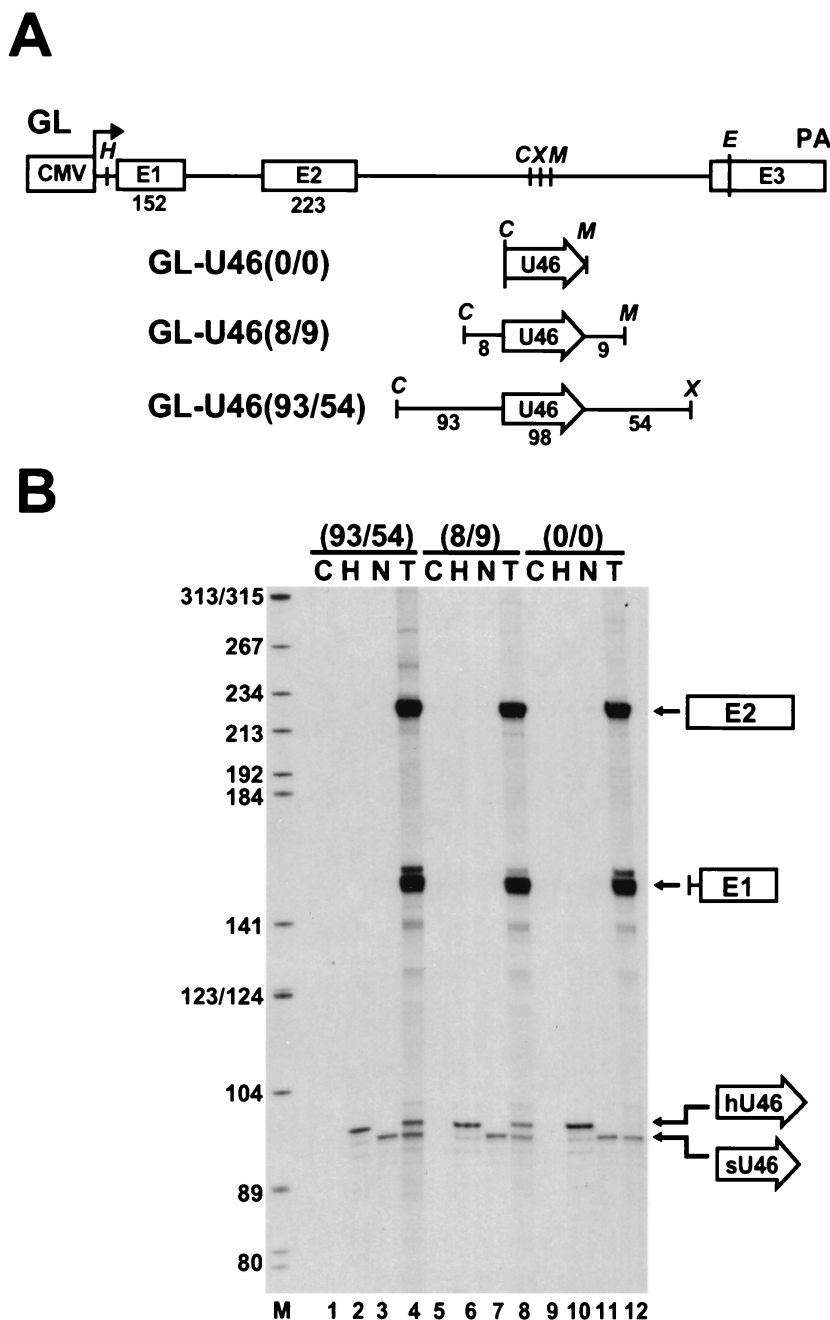 A
GL
H
CMV
E1
E2
CXM
E
PA
E3
152
223
GL-U46(0/0)
C
M
U46
GL-U46(8/9)
C
M
8
U46
9
GL-U46(93/54)
C
X
93
U46
98
54
B
(93/54) (8/9) (0/0)
C H N T C H N T C H N T
313/315
267
234
213
192
184
141
123/124
104
89
80
E2
E1
hU46
sU46
M 1 2 3 4 5 6 7 8 9 10 11 12